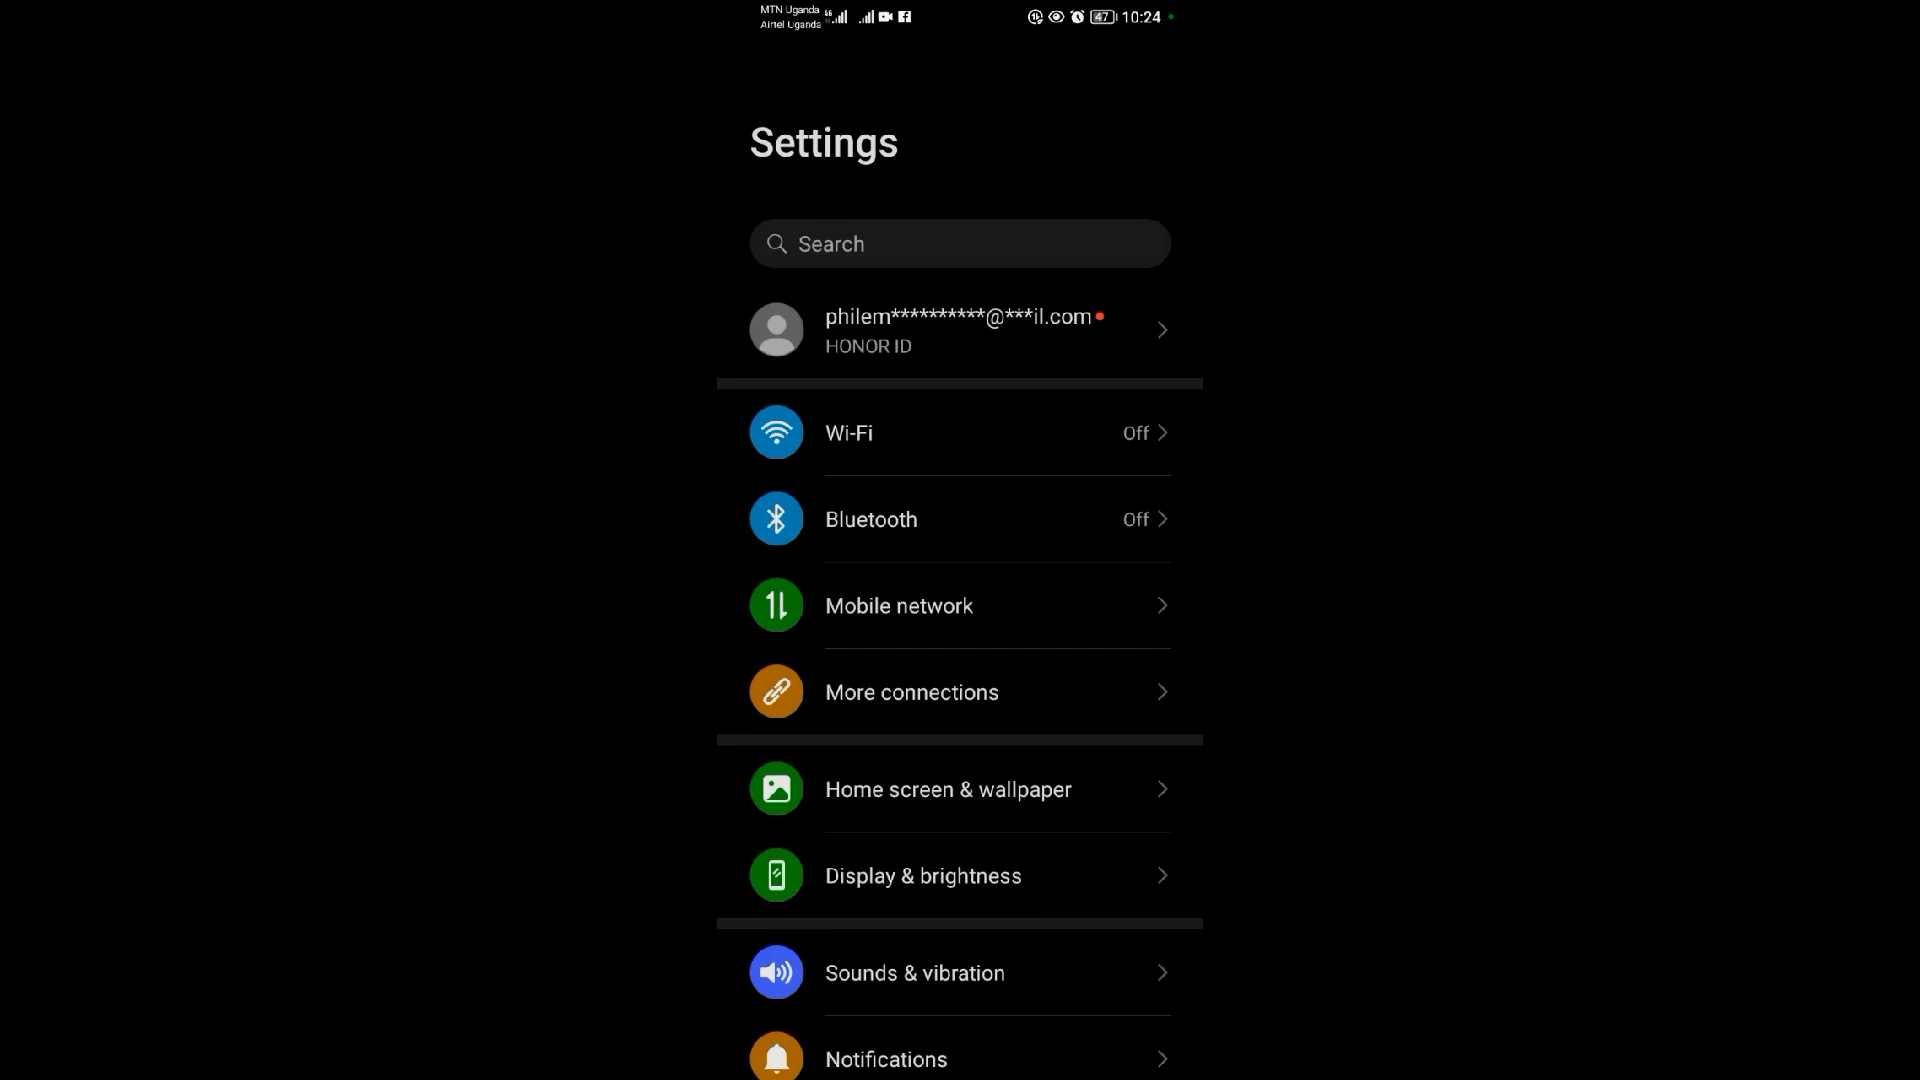 MTN Uganda
Airtel Uganda
47 10:24
Settings
Search
philem**********@***il.com
HONOR ID
Wi-Fi Off
Bluetooth Off
Mobile network
More connections
Home screen & wallpaper
Display & brightness
Sounds & vibration
Notifications